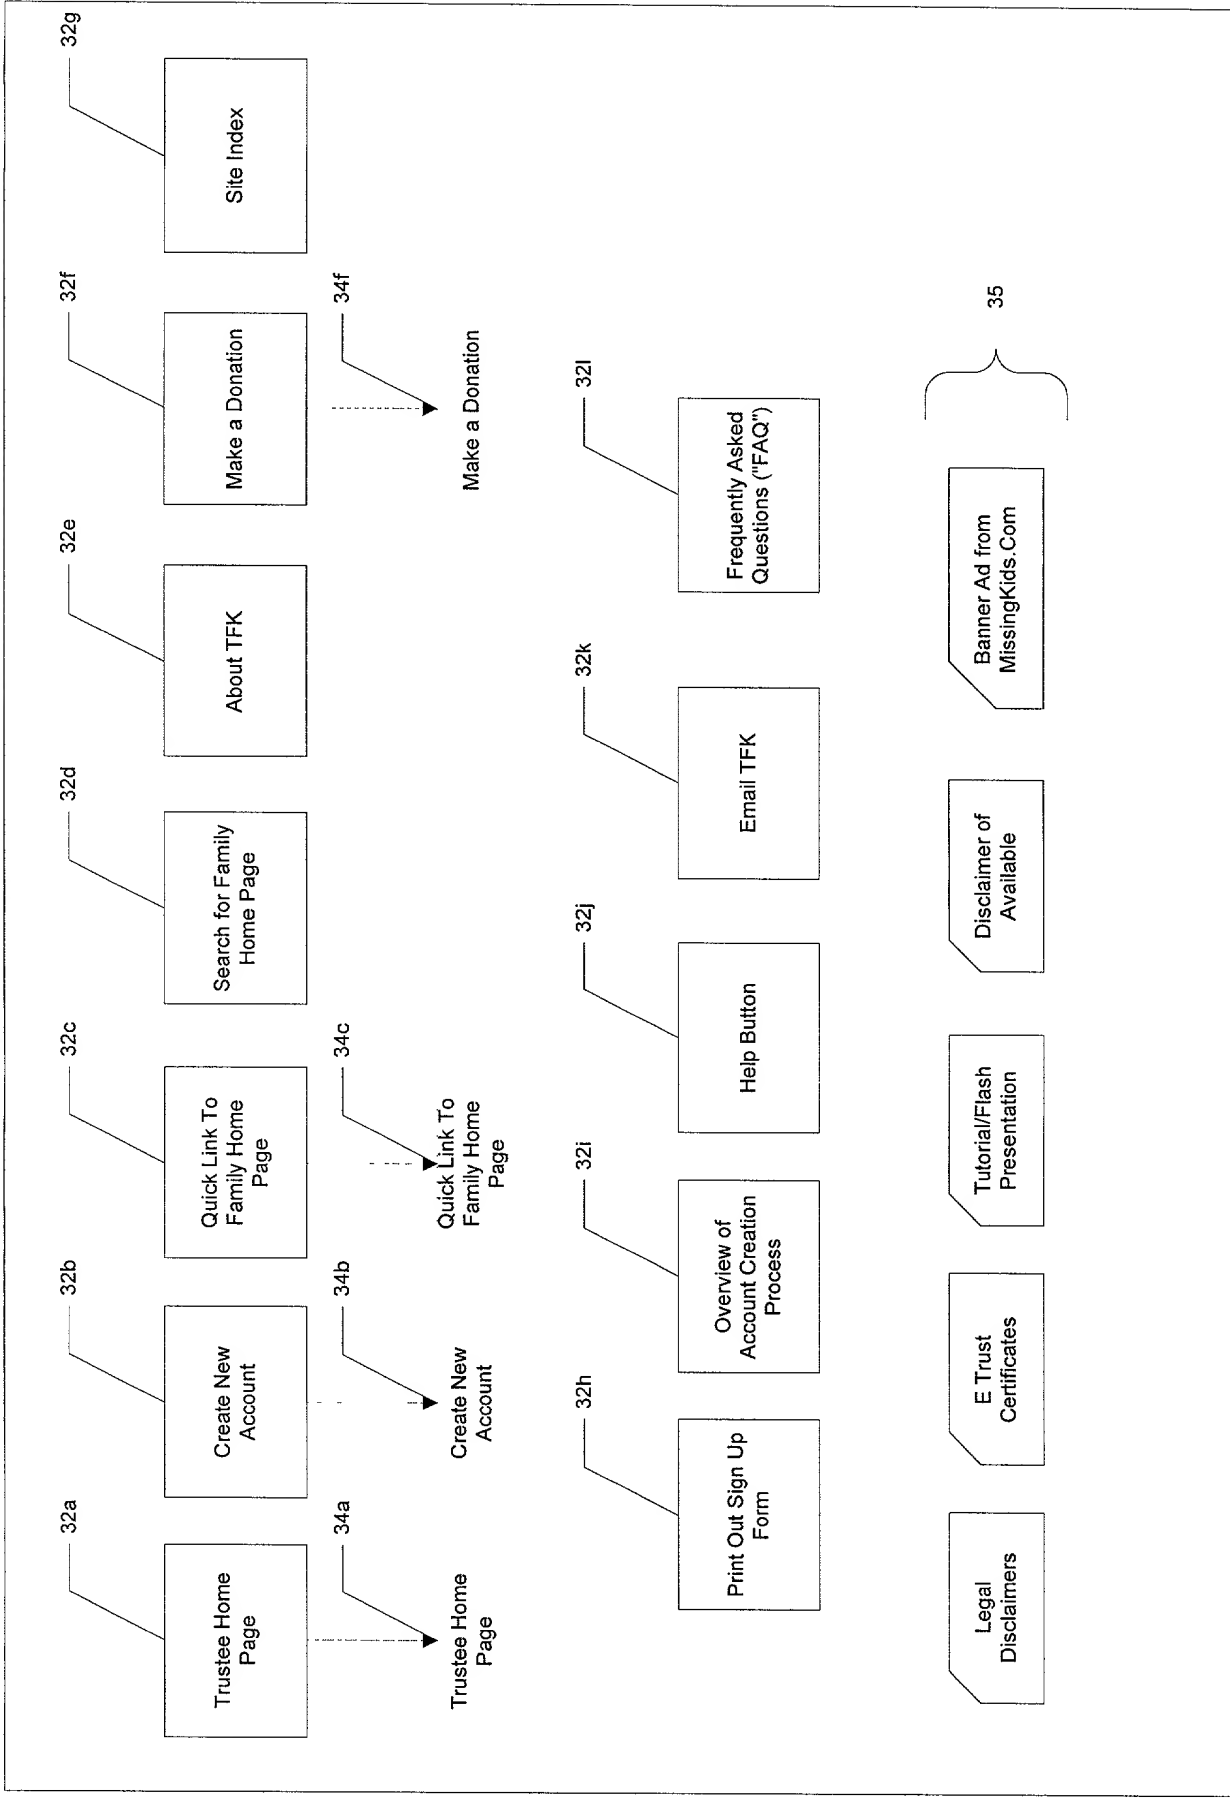 32a
32b
32c
32d
32e
32f
32g
Trustee Home
Page
Create New
Account
Quick Link To
Family Home
Page
Search for Family
Home Page
About TFK
Make a Donation
Site Index
34a
34b
34c
34f
Trustee Home
Page
Create New
Account
Quick Link To
Family Home
Page
Make a Donation
32h
32i
32j
32k
32l
Print Out Sign Up
Form
Overview of
Account Creation
Process
Help Button
Email TFK
Frequently Asked
Questions ("FAQ")
Legal
Disclaimers
E Trust
Certificates
Tutorial/Flash
Presentation
Disclaimer of
Available
Banner Ad from
MissingKids.Com
35